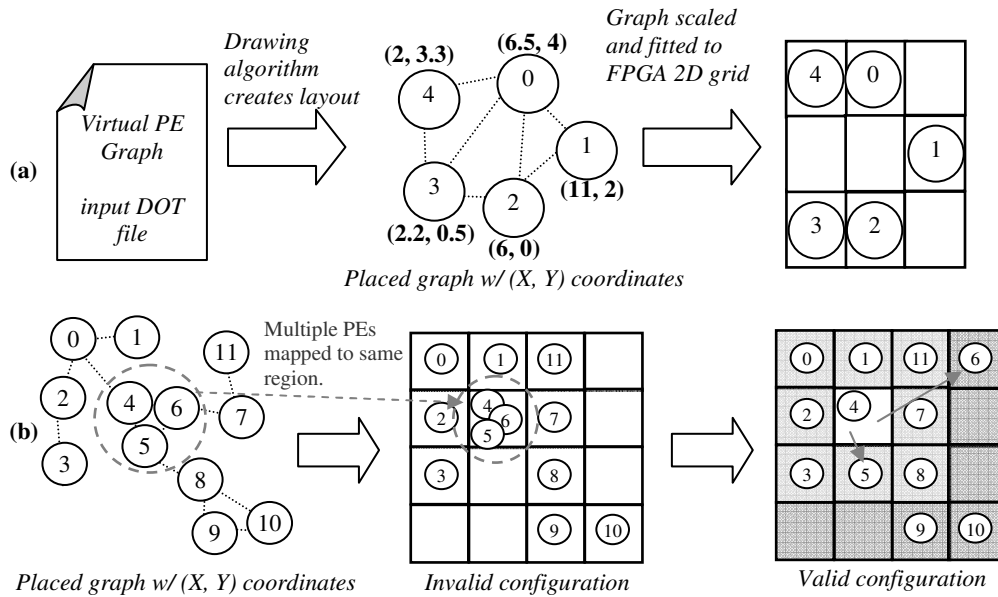 (a)
Virtual PE
Graph
input DOT
file
Drawing
algorithm
creates layout
(2, 3.3)
(6.5, 4)
4
0
1
3
2
(11, 2)
(2.2, 0.5)
(6, 0)
Placed graph w/ (X, Y) coordinates
Graph scaled
and fitted to
FPGA 2D grid
4 0
1
3 2
(b)
0 1
11
2 4 6 7
5
3
8
9 10
Placed graph w/ (X, Y) coordinates
Multiple PEs
mapped to same
region.
0 1 11
2 4 6 7
5
3 8
9 10
Invalid configuration
0 1 11 6
2 4 7
3 5 8
9 10
Valid configuration